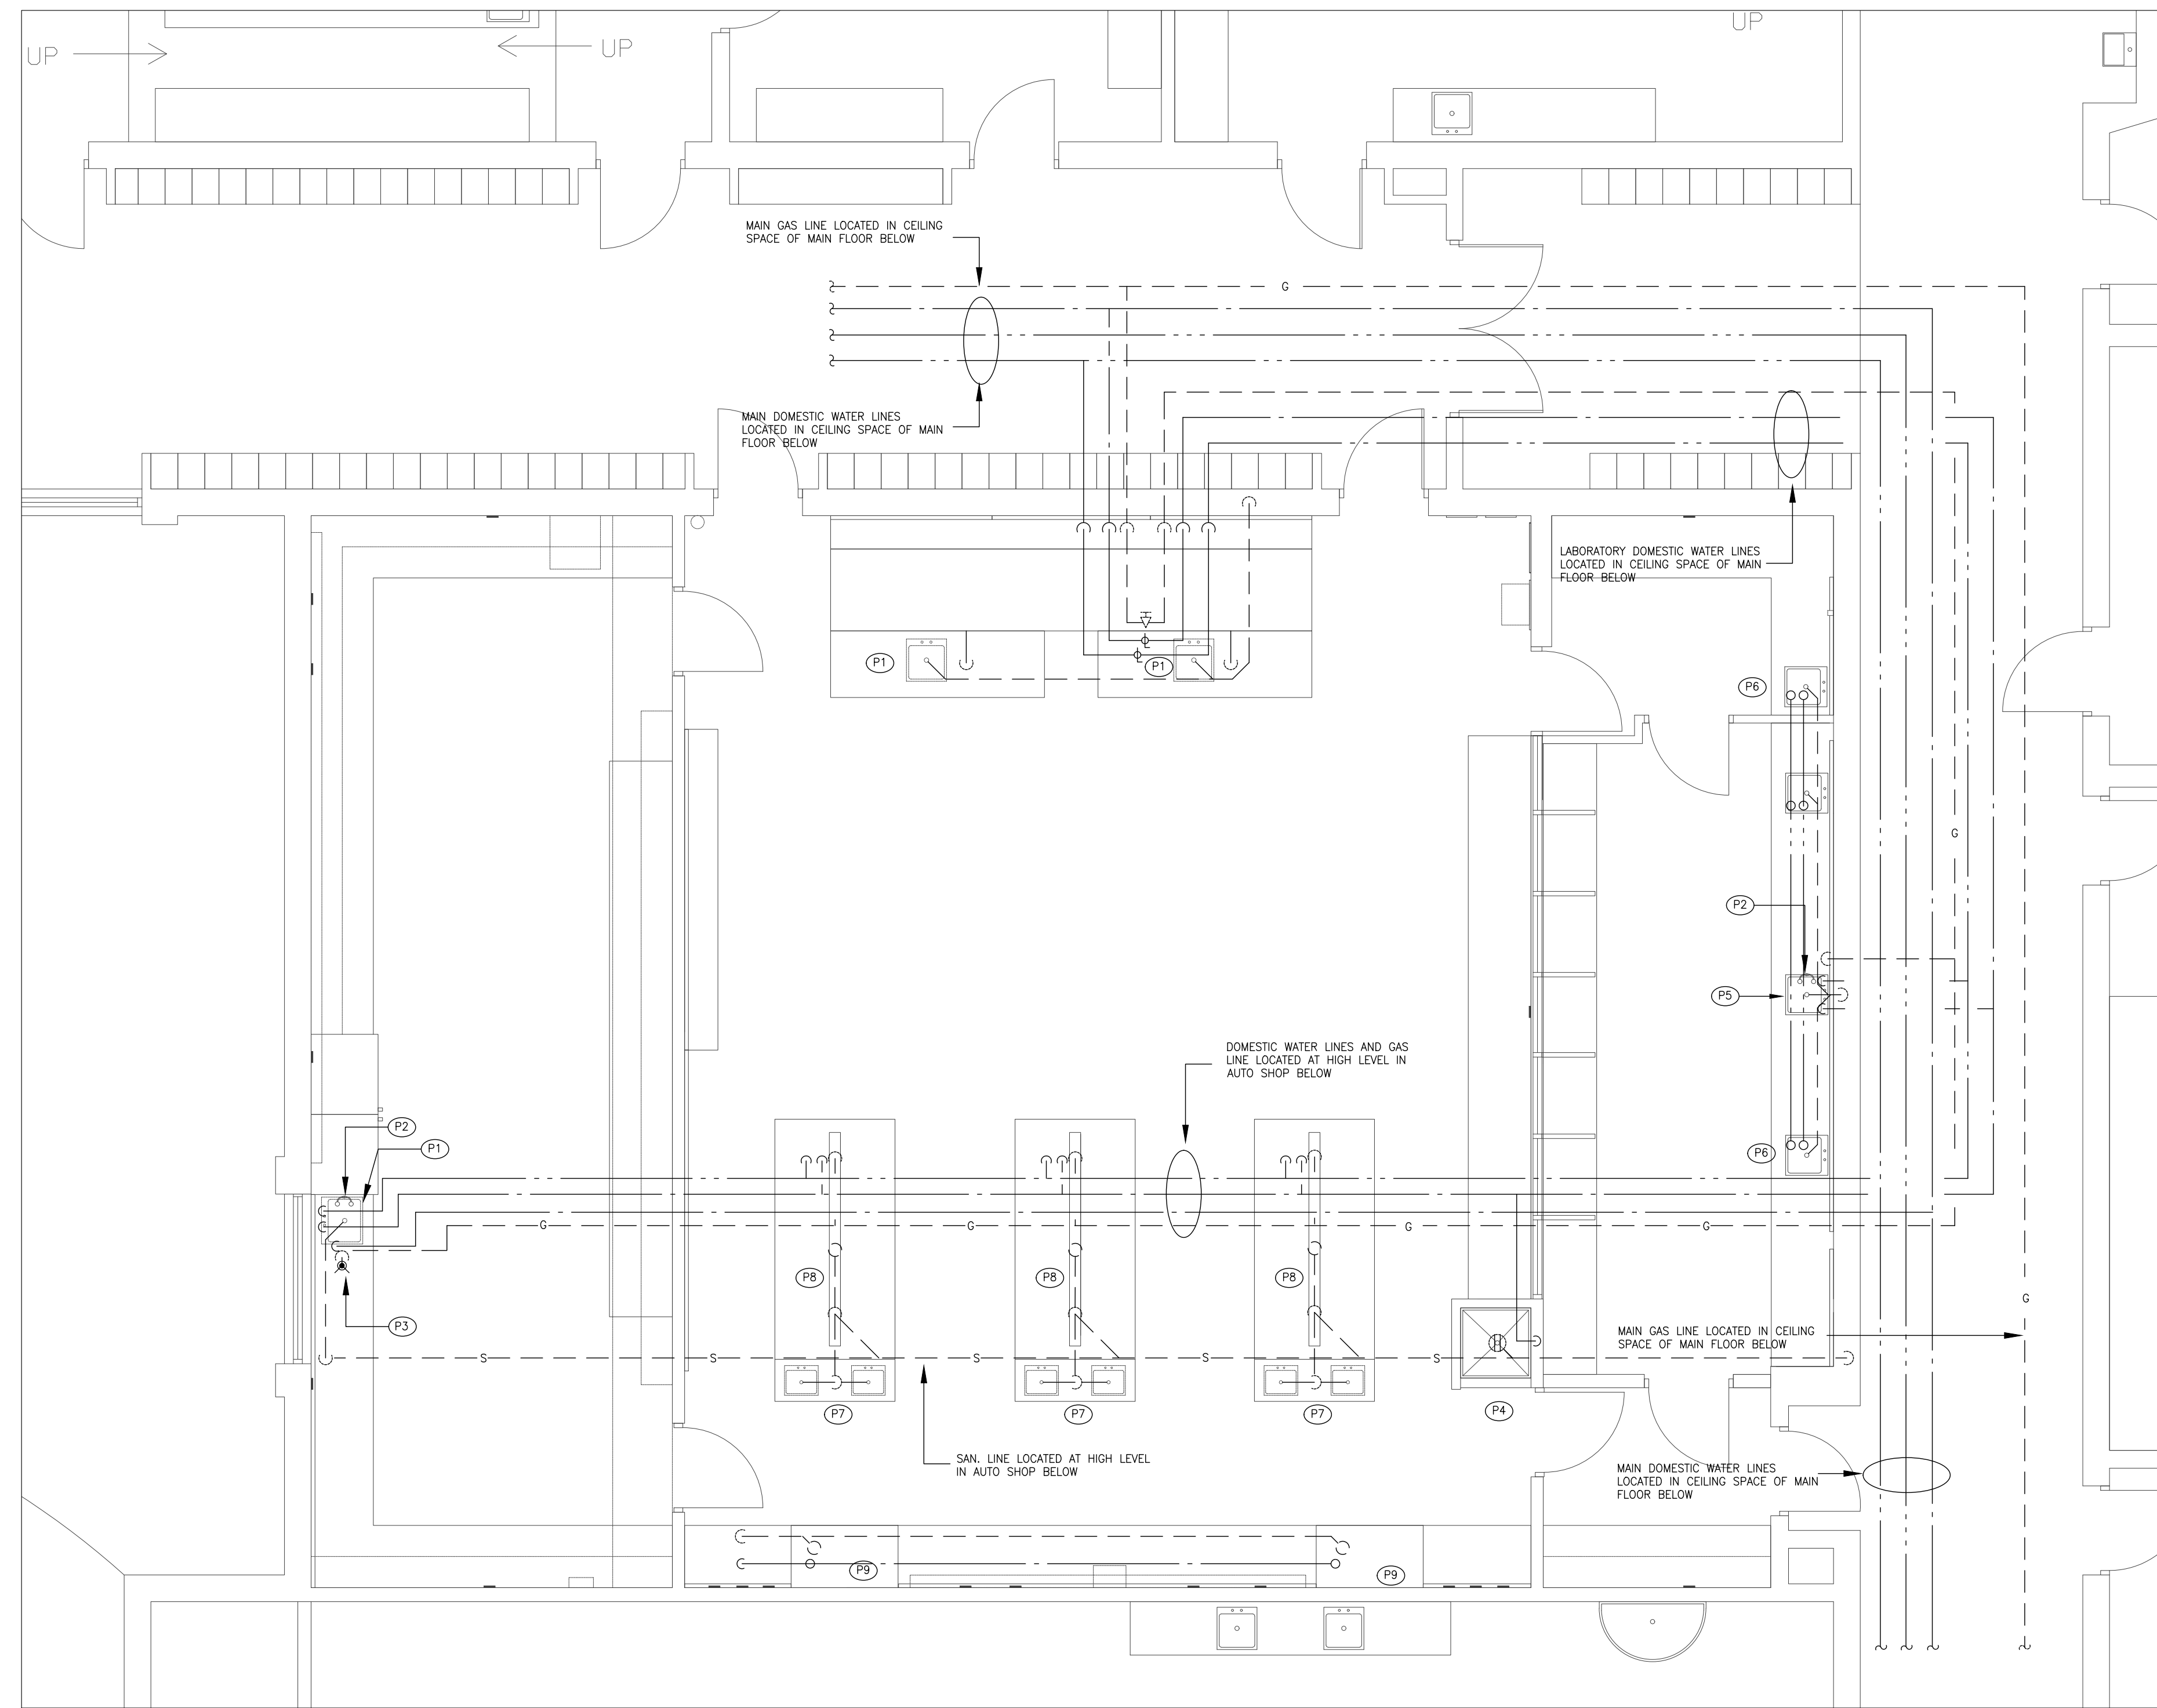 UP
UP
UP
MAIN GAS LINE LOCATED IN CEILING
SPACE OF MAIN FLOOR BELOW
G
MAIN DOMESTIC WATER LINES
LOCATED IN CEILING SPACE OF MAIN
FLOOR BELOW
LABORATORY DOMESTIC WATER LINES
LOCATED IN CEILING SPACE OF MAIN
FLOOR BELOW
P1
P1
P6
G
P2
P5
DOMESTIC WATER LINES AND GAS
LINE LOCATED AT HIGH LEVEL IN
AUTO SHOP BELOW
P2
P1
P6
G
G
G
G
P8
P8
P8
G
P3
MAIN GAS LINE LOCATED IN CEILING
SPACE OF MAIN FLOOR BELOW
S
S
S
S
S
P7
P7
P7
P4
SAN. LINE LOCATED AT HIGH LEVEL
IN AUTO SHOP BELOW
MAIN DOMESTIC WATER LINES
LOCATED IN CEILING SPACE OF MAIN
FLOOR BELOW
P9
P9